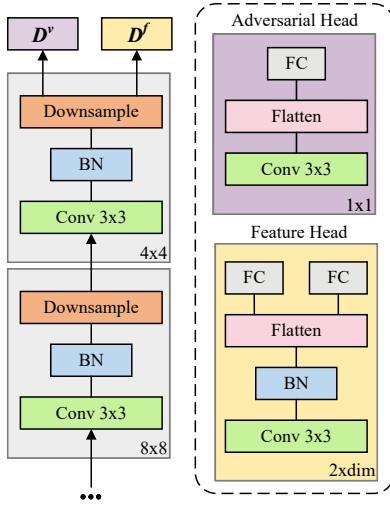 D^v
D^f
Downsample
BN
Conv 3x3
4x4
Downsample
BN
Conv 3x3
8x8
...
Adversarial Head
FC
Flatten
Conv 3x3
1x1
Feature Head
FC
FC
Flatten
BN
Conv 3x3
2xdim